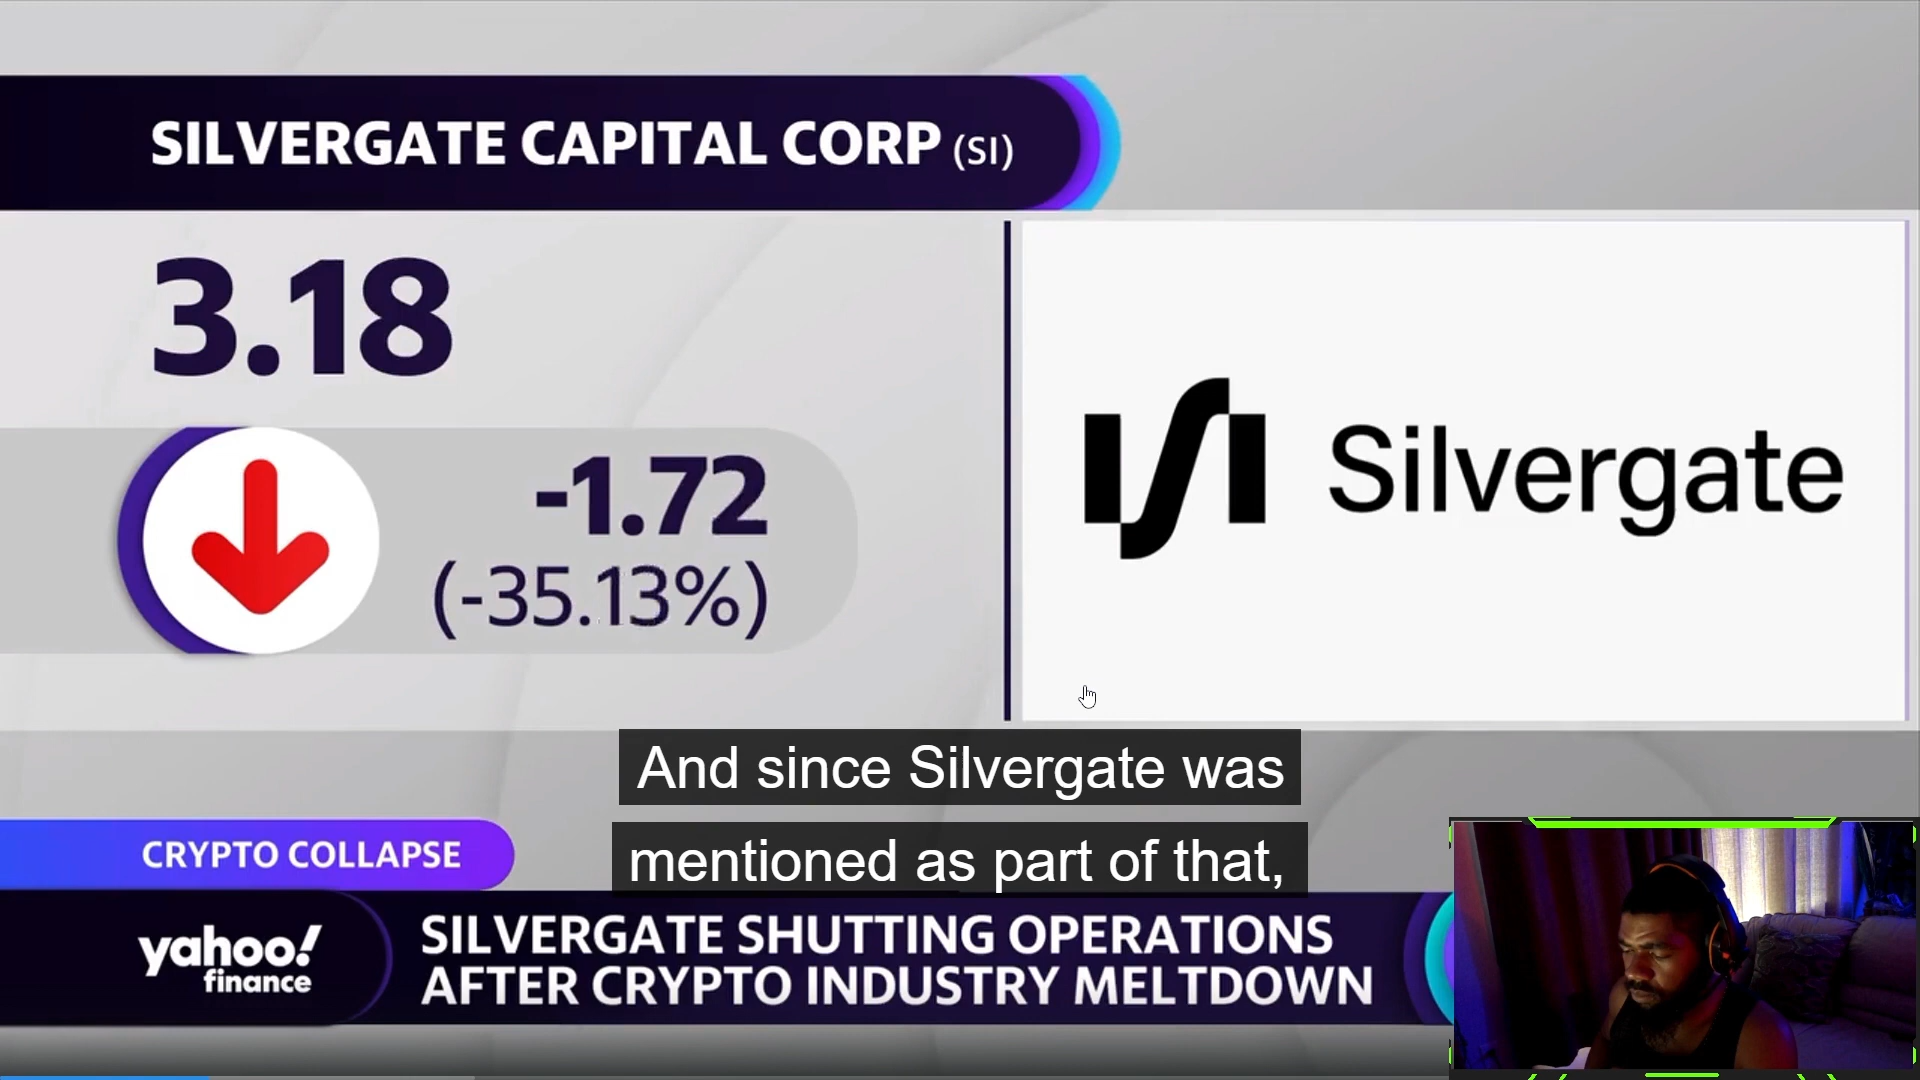 SILVERGATE CAPITAL CORP (SI)
3.18
-1.72
(-35.13%)
Silvergate
And since Silvergate was
mentioned as part of that,
CRYPTO COLLAPSE
yahoo!
finance
SILVERGATE SHUTTING OPERATIONS
AFTER CRYPTO INDUSTRY MELTDOWN